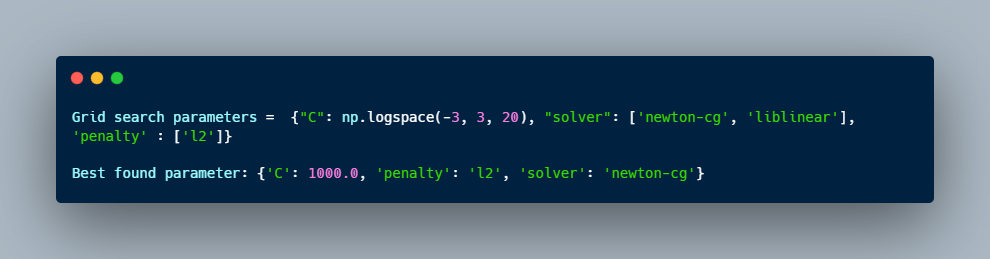 Grid search parameters =  {"C": np.logspace(-3, 3, 20), "solver": ['newton-cg', 'liblinear'],
'penalty' : ['l2']}
Best found parameter: {'C': 1000.0, 'penalty': 'l2', 'solver': 'newton-cg'}